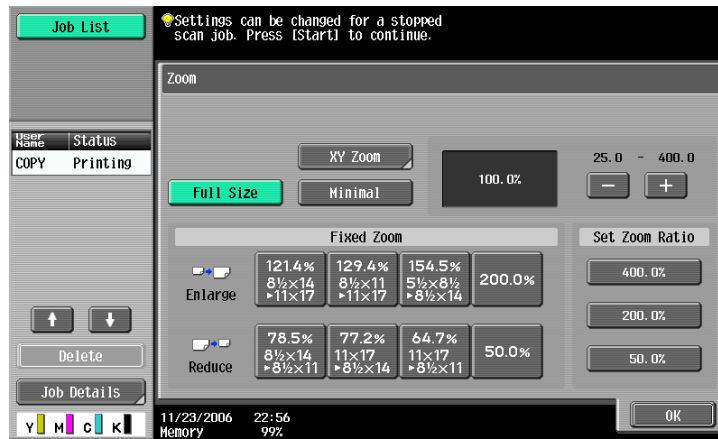 Job List
Settings can be changed for a stopped
scan job. Press [Start] to continue.
Zoom
User Name Status
COPY Printing
XY Zoom
Full Size
Minimal
100.0%
25.0 - 400.0
− +
Fixed Zoom
Set Zoom Ratio
Enlarge
121.4%
8½×14
▸11×17
129.4%
8½×11
▸11×17
154.5%
5½×8½
▸8½×14
200.0%
Reduce
78.5%
8½×14
▸8½×11
77.2%
11×17
▸8½×14
64.7%
11×17
▸8½×11
50.0%
400.0%
200.0%
50.0%
Delete
Job Details
Y M C K
11/23/2006 22:56
Memory 99%
OK